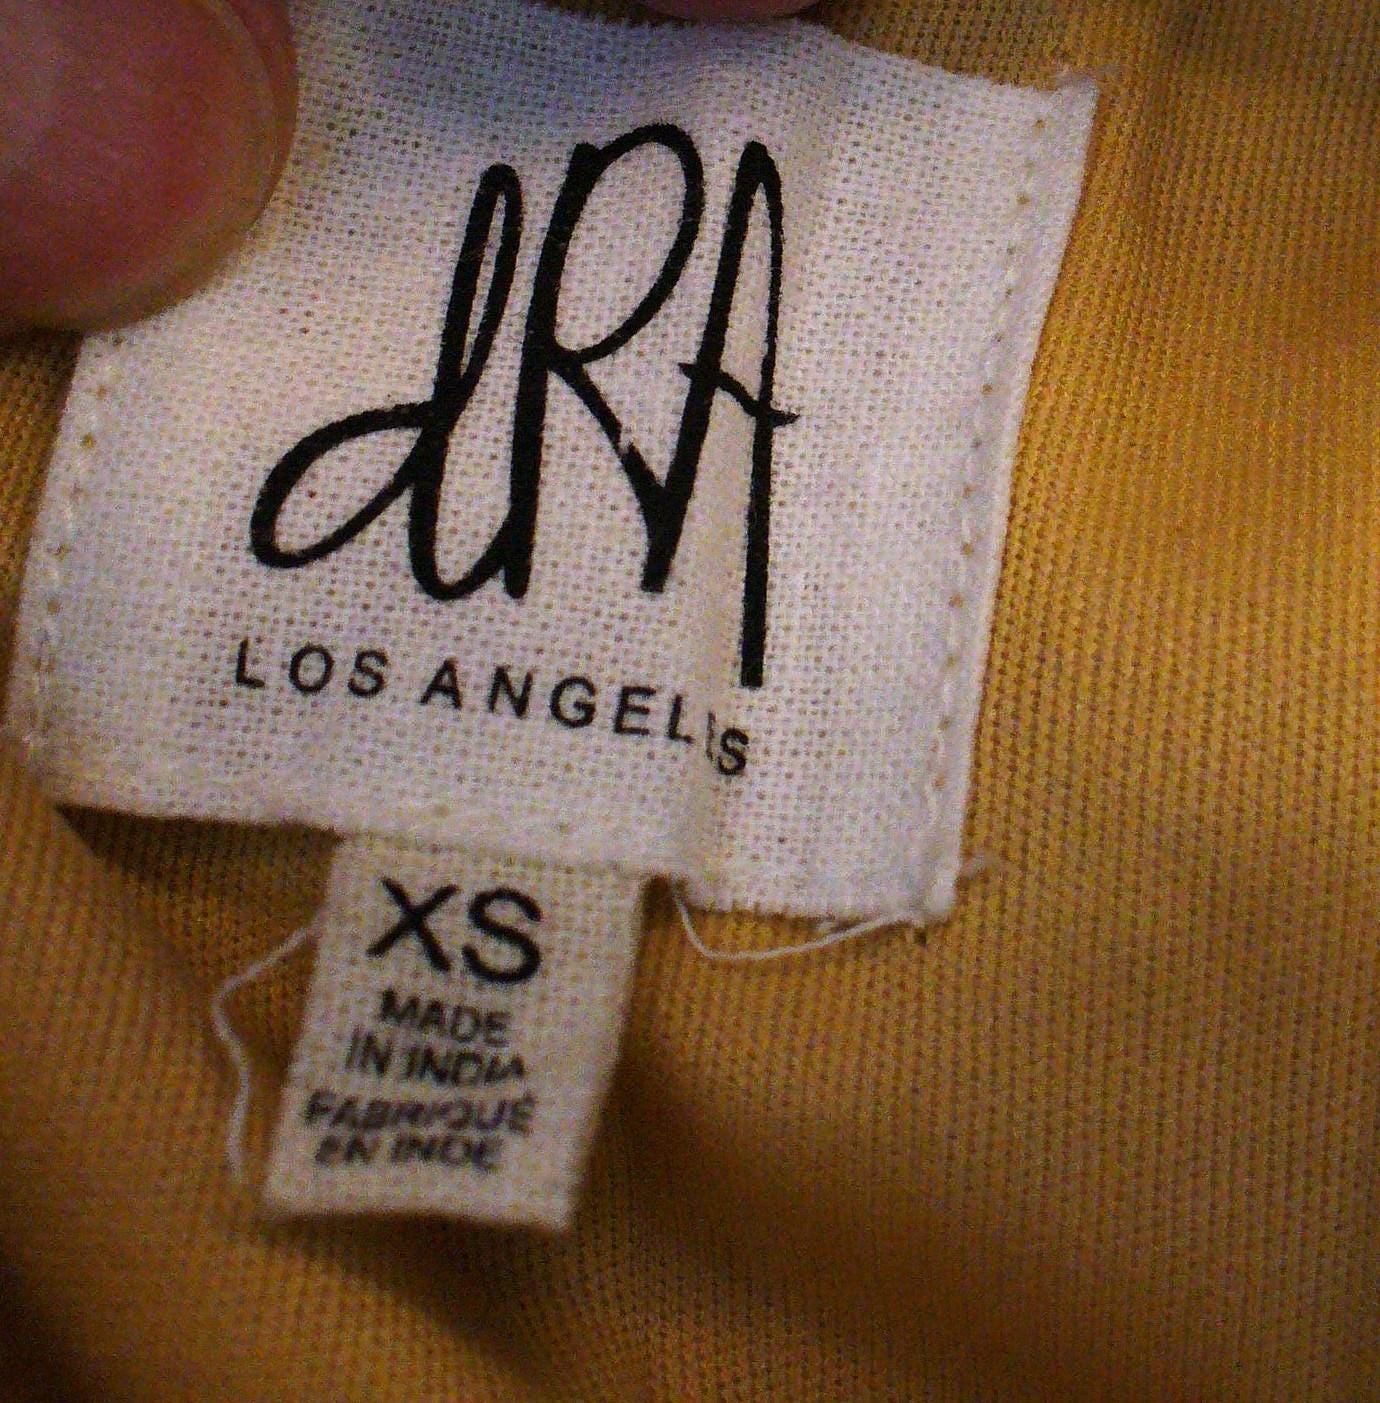 dRA
LOS ANGELES
XS
MADE
IN INDIA
FABRIQUÉ
EN INDE